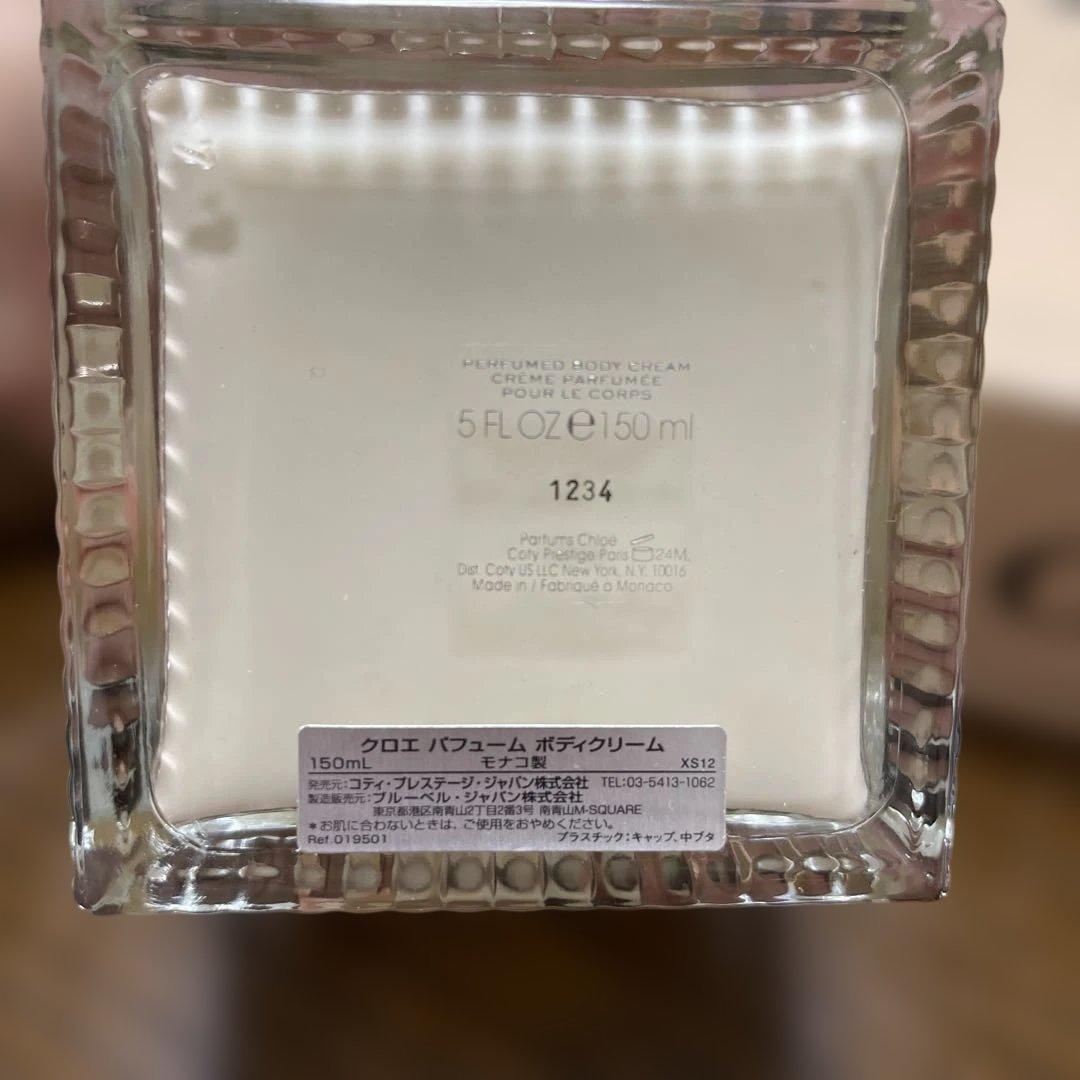 PERFUMED BODY CREAM
CRÈME PARFUMÉE
POUR LE CORPS
5 FL OZ e 150 ml
1234
Parfums Chloé
Coty Prestige Paris 24M.
Dist. Coty US LLC New York, N.Y. 10016
Made in / Fabriqué à Monaco
クロエ パフューム ボディクリーム
150mL モナコ製 XS12
発売元:コティ・プレステージ・ジャパン株式会社 TEL:03-5413-1062
製造販売元:ブルーベル・ジャパン株式会社
東京都港区南青山2丁目2番3号 南青山M-SQUARE
*お肌に合わないときは、ご使用をおやめください。
Ref.019501 プラスチック:キャップ,中ブタ